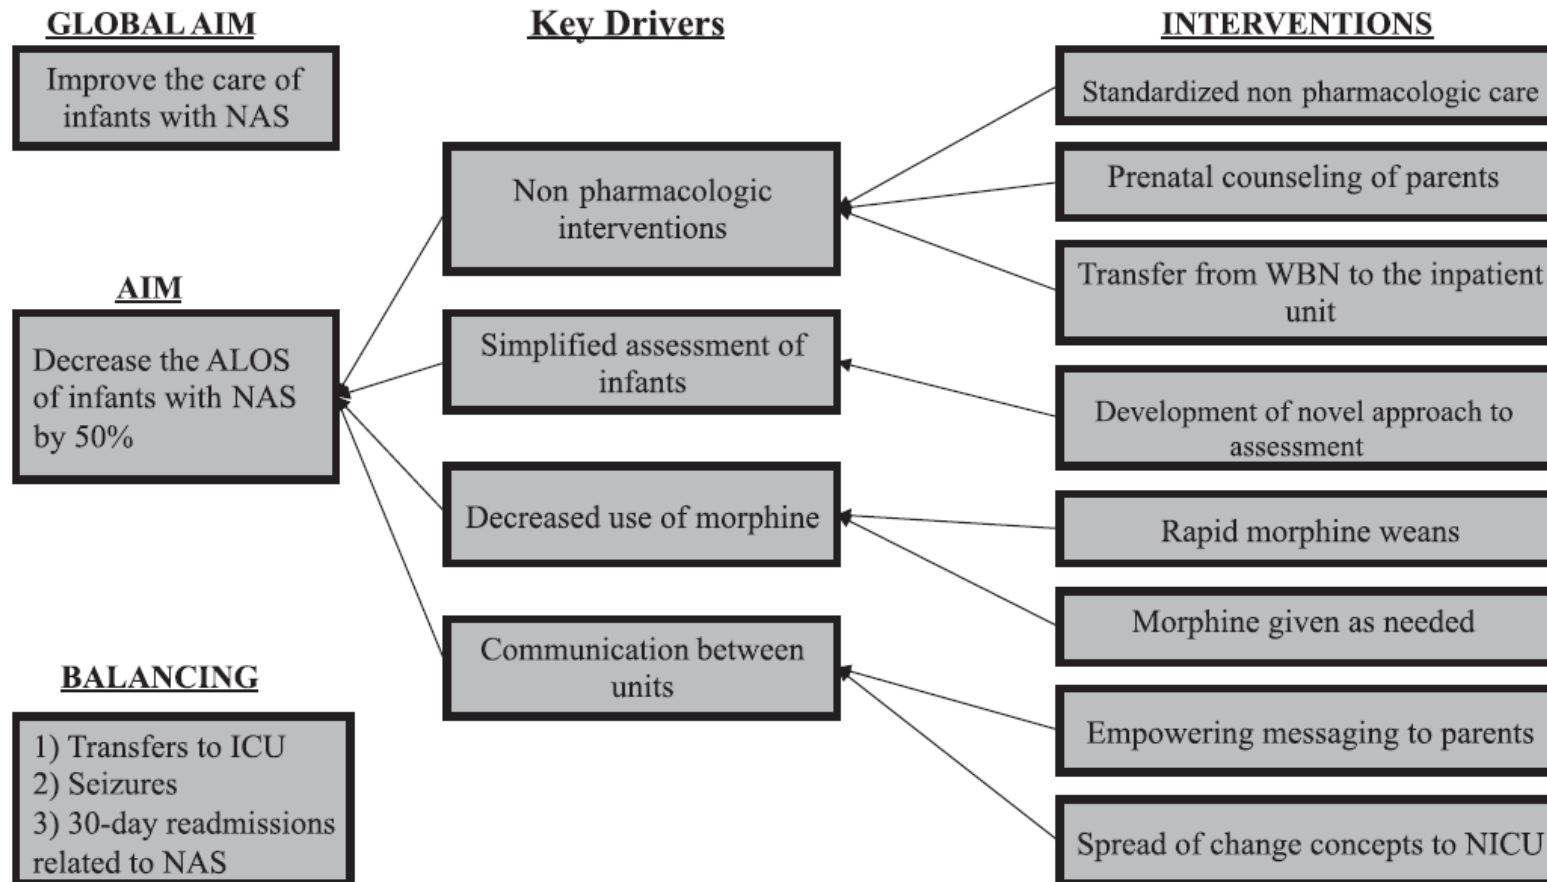 GLOBAL AIM
Improve the care of
infants with NAS
AIM
Decrease the ALOS
of infants with NAS
by 50%
BALANCING
1) Transfers to ICU
2) Seizures
3) 30-day readmissions
related to NAS
Key Drivers
Non pharmacologic
interventions
Simplified assessment of
infants
Decreased use of morphine
Communication between
units
INTERVENTIONS
Standardized non pharmacologic care
Prenatal counseling of parents
Transfer from WBN to the inpatient
unit
Development of novel approach to
assessment
Rapid morphine weans
Morphine given as needed
Empowering messaging to parents
Spread of change concepts to NICU